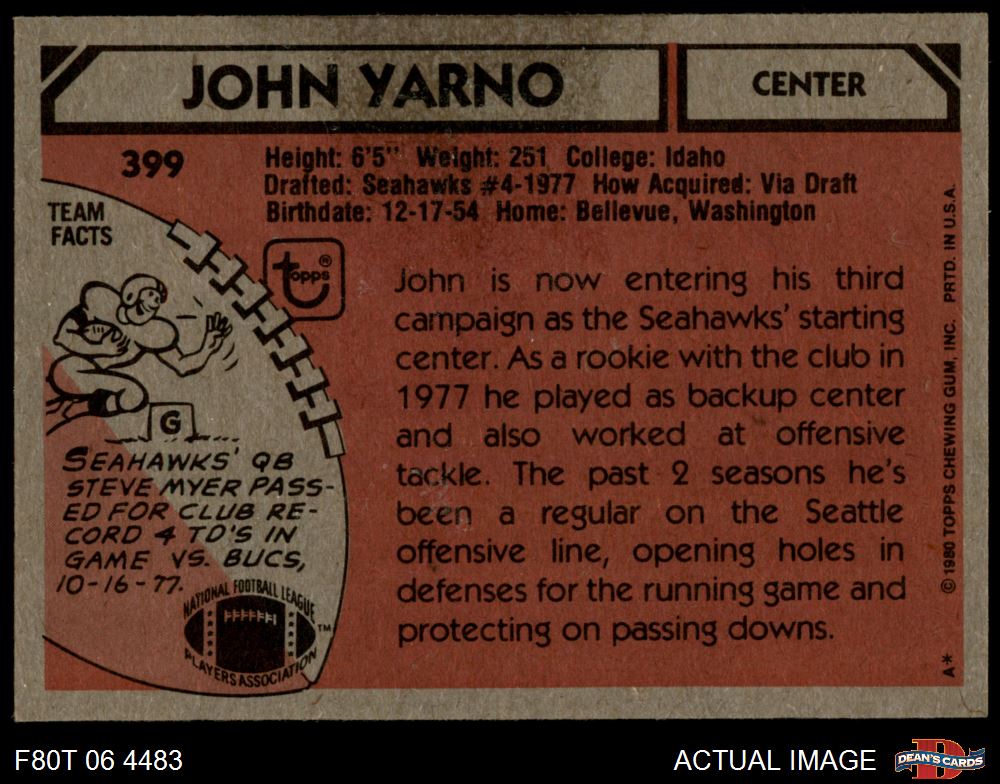 JOHN YARNO
CENTER
399
Height: 6'5" Weight: 251 College: Idaho
Drafted: Seahawks #4-1977 How Acquired: Via Draft
Birthdate: 12-17-54 Home: Bellevue, Washington
TEAM
FACTS
topps®
John is now entering his third
campaign as the Seahawks' starting
center. As a rookie with the club in
1977 he played as backup center
and also worked at offensive
tackle. The past 2 seasons he's
been a regular on the Seattle
offensive line, opening holes in
defenses for the running game and
protecting on passing downs.
G
SEAHAWKS' QB
STEVE MYER PASS-
ED FOR CLUB RE-
CORD 4 TD'S IN
GAME VS. BUCS,
10-16-77.
NATIONAL FOOTBALL LEAGUE
PLAYERS ASSOCIATION
TM
A* © 1980 TOPPS CHEWING GUM, INC. PRTD. IN U.S.A.
F80T 06 4483
ACTUAL IMAGE
D
DEAN'S CARDS